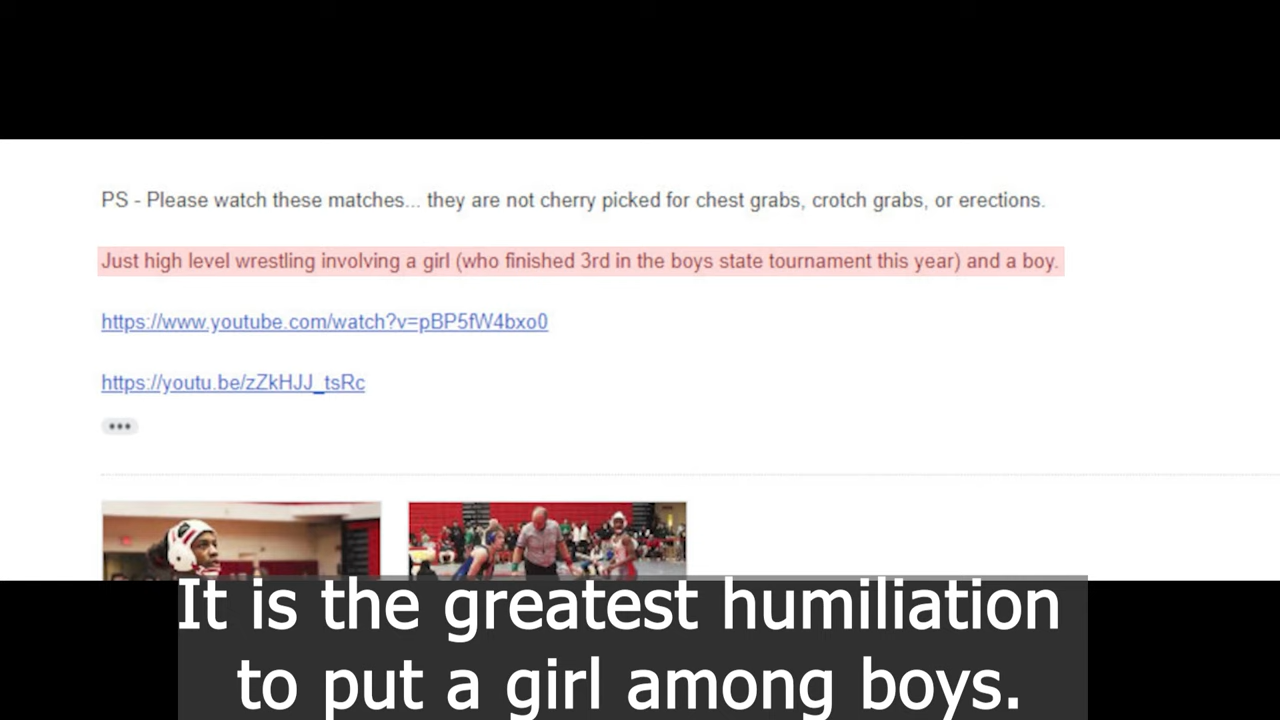 PS - Please watch these matches... they are not cherry picked for chest grabs, crotch grabs, or erections.
Just high level wrestling involving a girl (who finished 3rd in the boys state tournament this year) and a boy.
https://www.youtube.com/watch?v=pBP5fW4bxo0
https://youtu.be/zZkHJJ_tsRc
It is the greatest humiliation
to put a girl among boys.